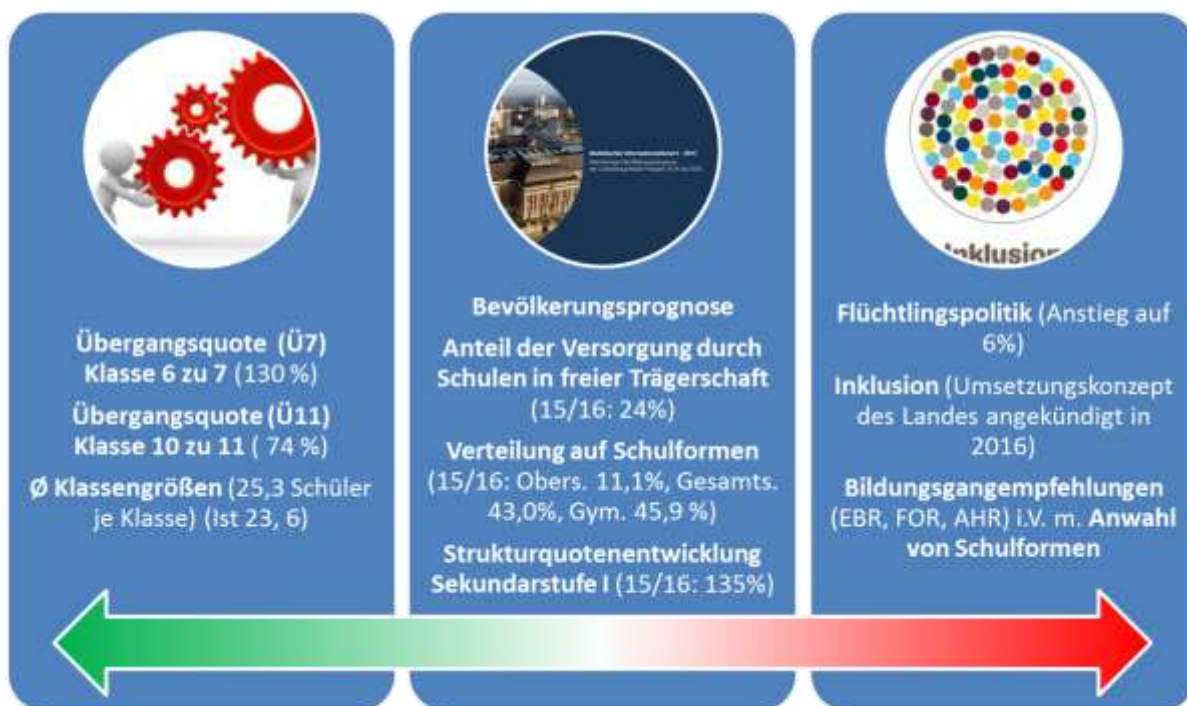 Übergangsquote (Ü7)
Klasse 6 zu 7 (130 %)
Übergangsquote (Ü11)
Klasse 10 zu 11 ( 74 %)
Ø Klassengrößen (25,3 Schüler
je Klasse) (Ist 23, 6)
Bevölkerungsprognose
Anteil der Versorgung durch
Schulen in freier Trägerschaft
(15/16: 24%)
Verteilung auf Schulformen
(15/16: Obers. 11,1%, Gesamts.
43,0%, Gym. 45,9 %)
Strukturquotenentwicklung
Sekundarstufe I (15/16: 135%)
Inklusion
Flüchtlingspolitik (Anstieg auf
6%)
Inklusion (Umsetzungskonzept
des Landes angekündigt in
2016)
Bildungsgangempfehlungen
(EBR, FOR, AHR) i.V. m. Anwahl
von Schulformen